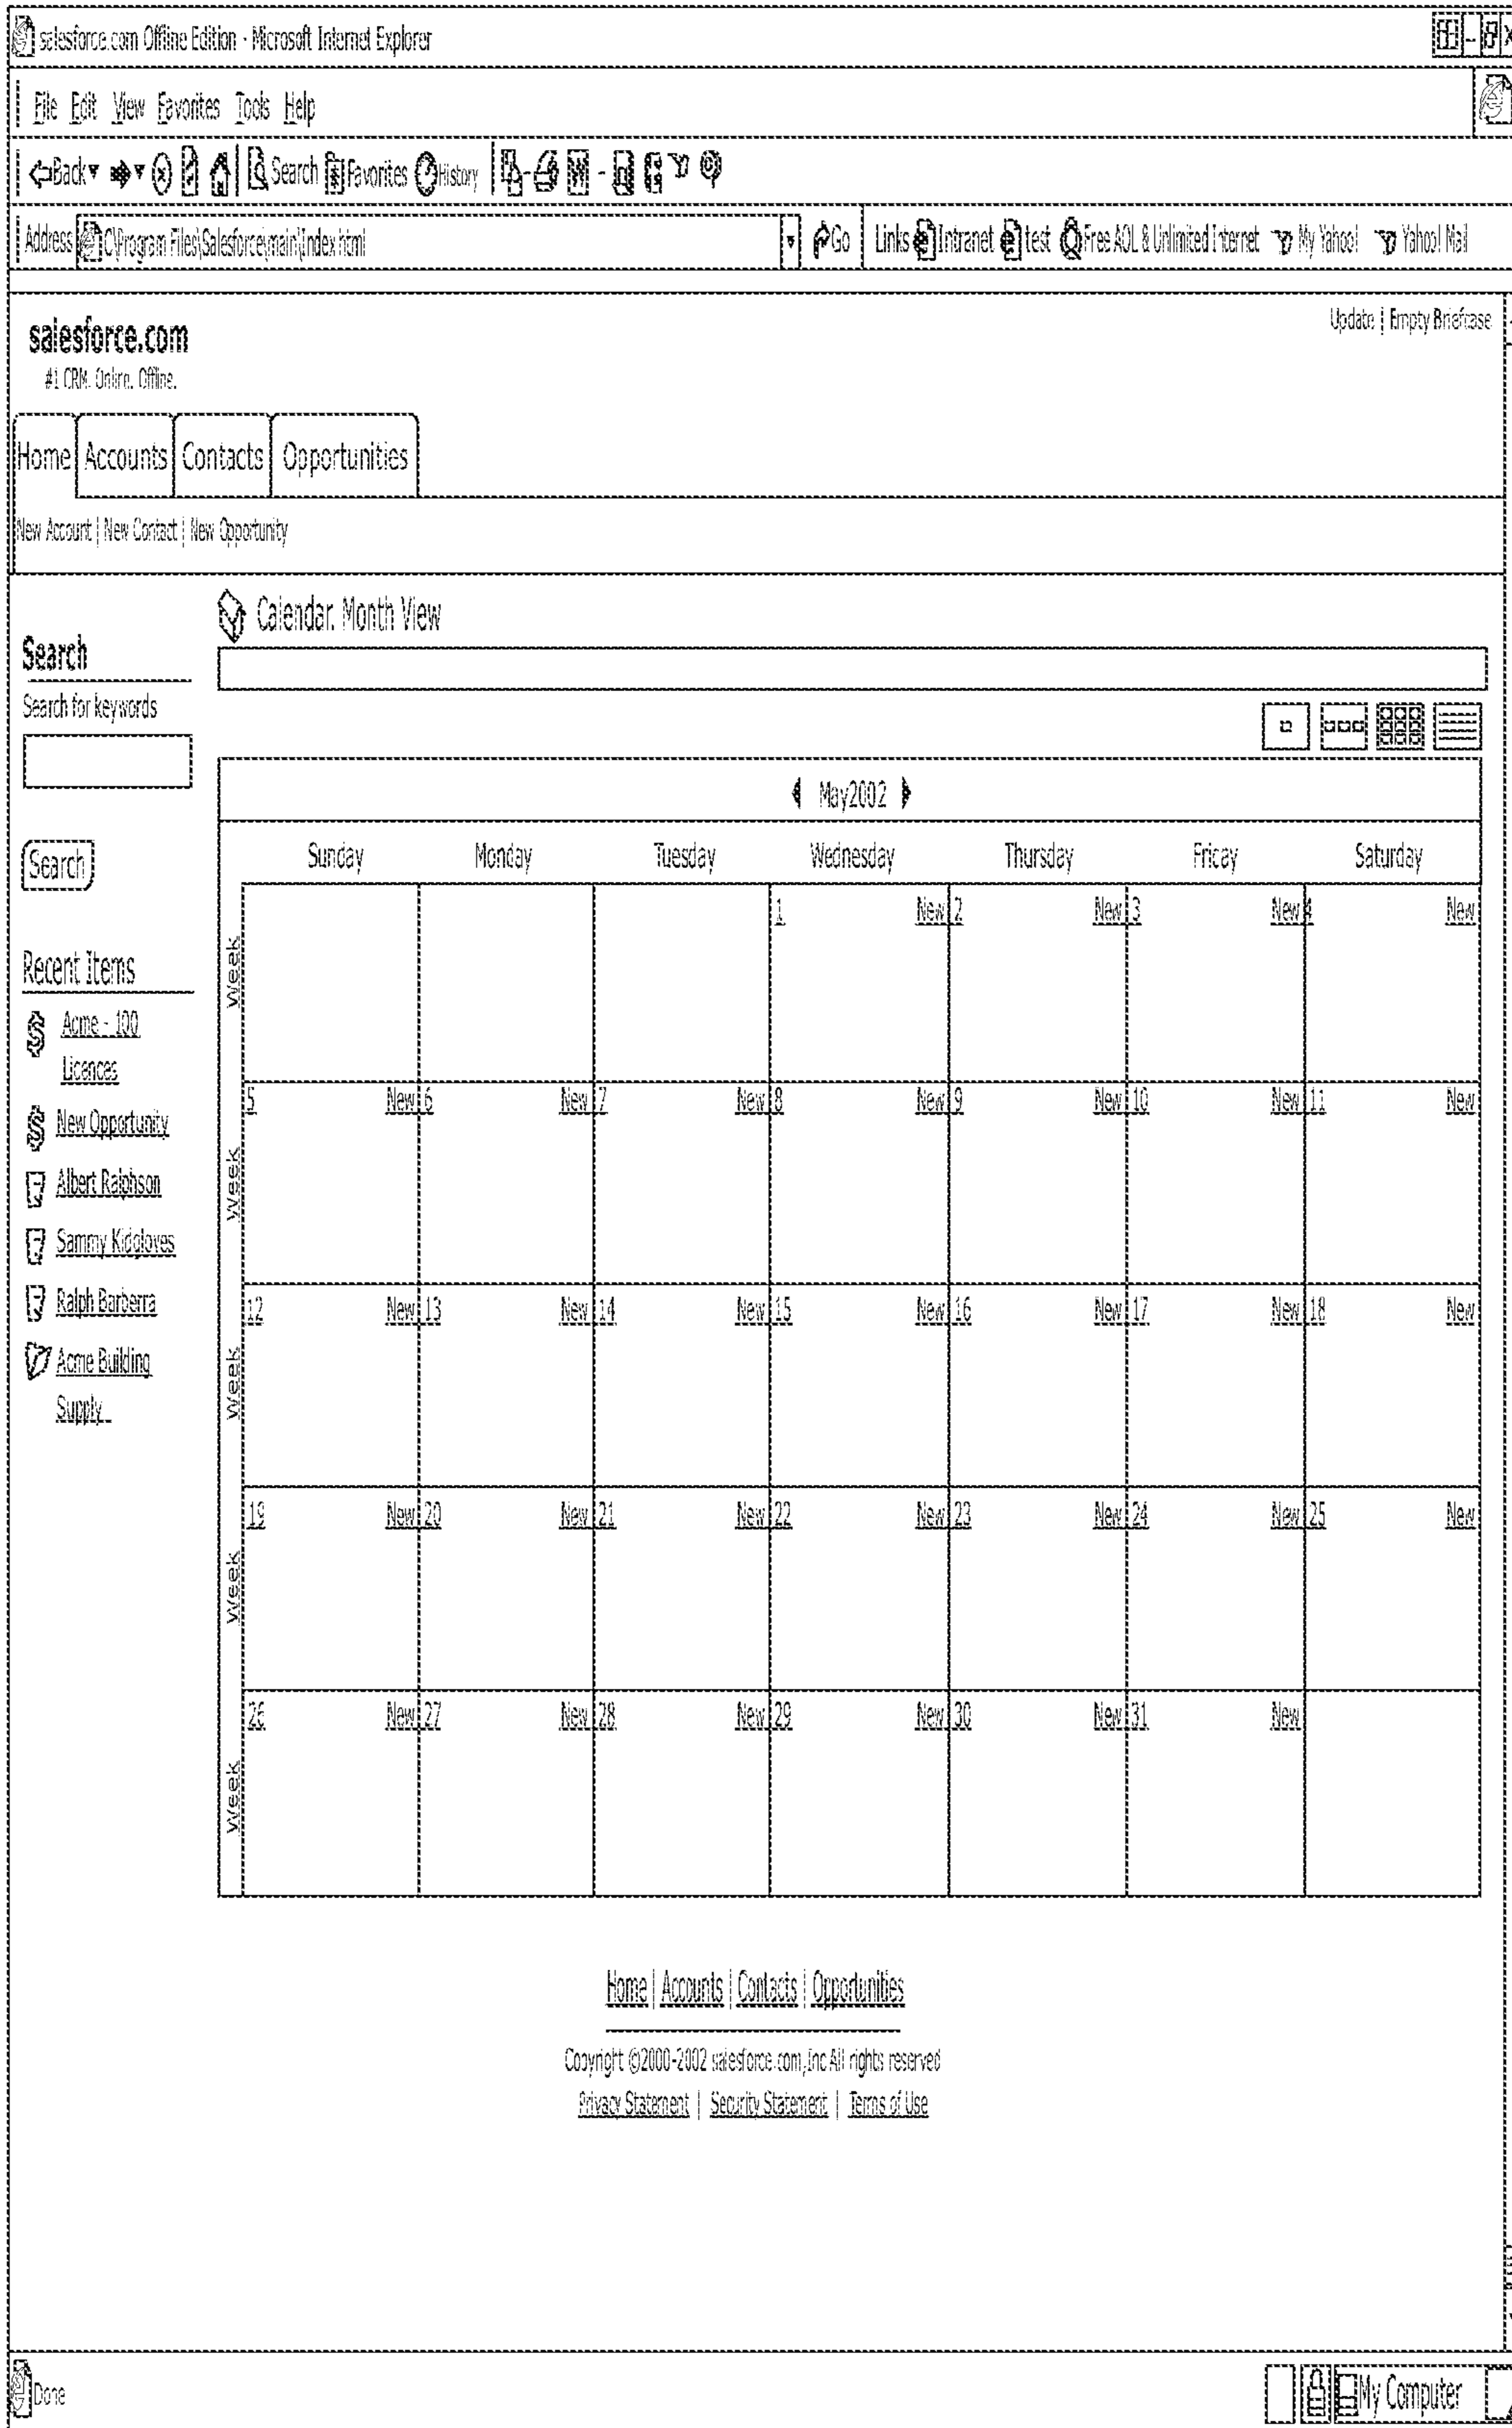 salesforce.com Offline Edition - Microsoft Internet Explorer
File Edit View Favorites Tools Help
Back Search Favorites History
Address C:\Program Files\Salesforce\main\Index.html Go Links Intranet test Free AOL & Unlimited Internet My Yahoo! Yahoo! Mail
salesforce.com
Update | Empty Briefcase
#1 CRM. Online. Offline.
Home Accounts Contacts Opportunities
New Account | New Contact | New Opportunity
Calendar: Month View
Search
Search for keywords
Search
Recent Items
Acme - 100
Licences
New Opportunity
Albert Ralphson
Sammy Kidgloves
Ralph Barberra
Acme Building
Supply
May2002
Sunday Monday Tuesday Wednesday Thursday Friday Saturday
Week 1 New 2 New 3 New 4 New
Week 5 New 6 New 7 New 8 New 9 New 10 New 11 New
Week 12 New 13 New 14 New 15 New 16 New 17 New 18 New
Week 19 New 20 New 21 New 22 New 23 New 24 New 25 New
Week 26 New 27 New 28 New 29 New 30 New 31 New
Home | Accounts | Contacts | Opportunities
Copyright ©2000-2002 salesforce.com,Inc All rights reserved
Privacy Statement | Security Statement | Terms of Use
Done My Computer